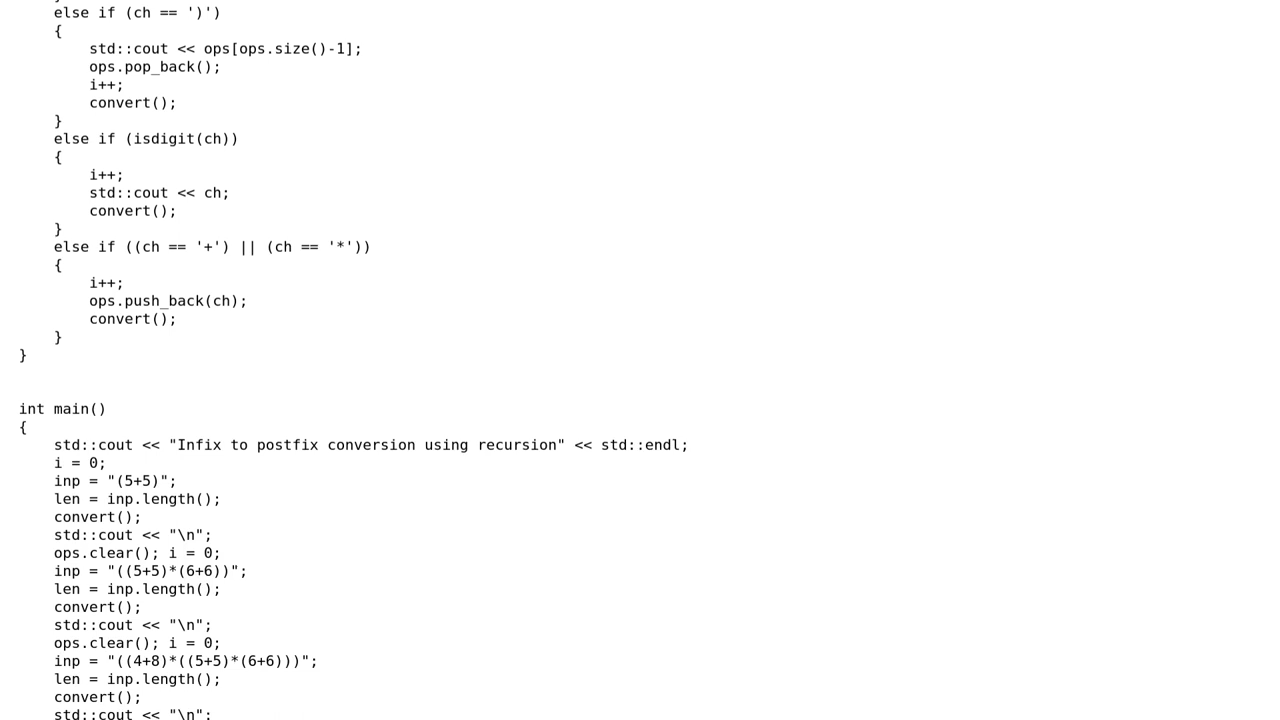 else if (ch == ')')
    {
        std::cout << ops[ops.size()-1];
        ops.pop_back();
        i++;
        convert();
    }
    else if (isdigit(ch))
    {
        i++;
        std::cout << ch;
        convert();
    }
    else if ((ch == '+') || (ch == '*'))
    {
        i++;
        ops.push_back(ch);
        convert();
    }
}
int main()
{
    std::cout << "Infix to postfix conversion using recursion" << std::endl;
    i = 0;
    inp = "(5+5)";
    len = inp.length();
    convert();
    std::cout << "\n";
    ops.clear(); i = 0;
    inp = "((5+5)*(6+6))";
    len = inp.length();
    convert();
    std::cout << "\n";
    ops.clear(); i = 0;
    inp = "((4+8)*((5+5)*(6+6)))";
    len = inp.length();
    convert();
    std::cout << "\n";